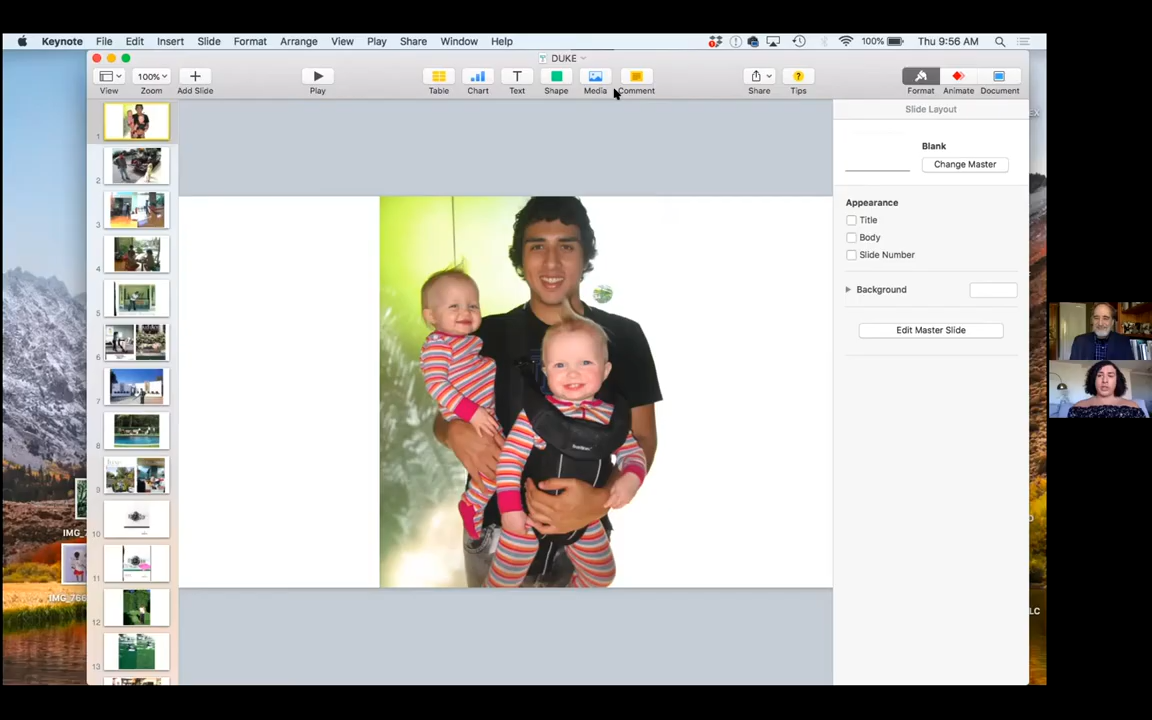 Keynote File Edit Insert Slide Format Arrange View Play Share Window Help 100% Thu 9:56 AM
DUKE
100%
View Zoom Add Slide Play Table Chart Text Shape Media Comment Share Tips Format Animate Document
Slide Layout
Blank
Change Master
Appearance
Title
Body
Slide Number
Background
Edit Master Slide
1
2
3
4
5
6
7
8
9
10
11
12
13